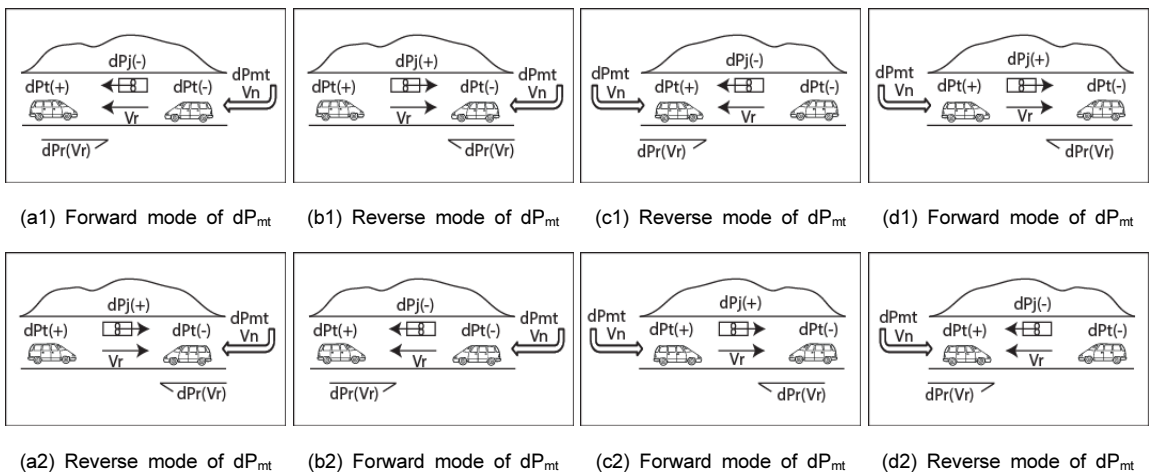 dPj(-)
dPt(+) dPt(-) dPmt
Vn
Vr
dPr(Vr)
(a1) Forward mode of dPmt
dPj(+)
dPt(+) dPt(-) dPmt
Vn
Vr
dPr(Vr)
(b1) Reverse mode of dPmt
dPj(-)
dPmt
Vn dPt(+) dPt(-)
Vr
dPr(Vr)
(c1) Reverse mode of dPmt
dPj(+)
dPmt
Vn dPt(+) dPt(-)
Vr
dPr(Vr)
(d1) Forward mode of dPmt
dPj(+)
dPt(+) dPt(-) dPmt
Vn
Vr
dPr(Vr)
(a2) Reverse mode of dPmt
dPj(-)
dPt(+) dPt(-) dPmt
Vn
Vr
dPr(Vr)
(b2) Forward mode of dPmt
dPj(+)
dPmt
Vn dPt(+) dPt(-)
Vr
dPr(Vr)
(c2) Forward mode of dPmt
dPj(-)
dPmt
Vn dPt(+) dPt(-)
Vr
dPr(Vr)
(d2) Reverse mode of dPmt